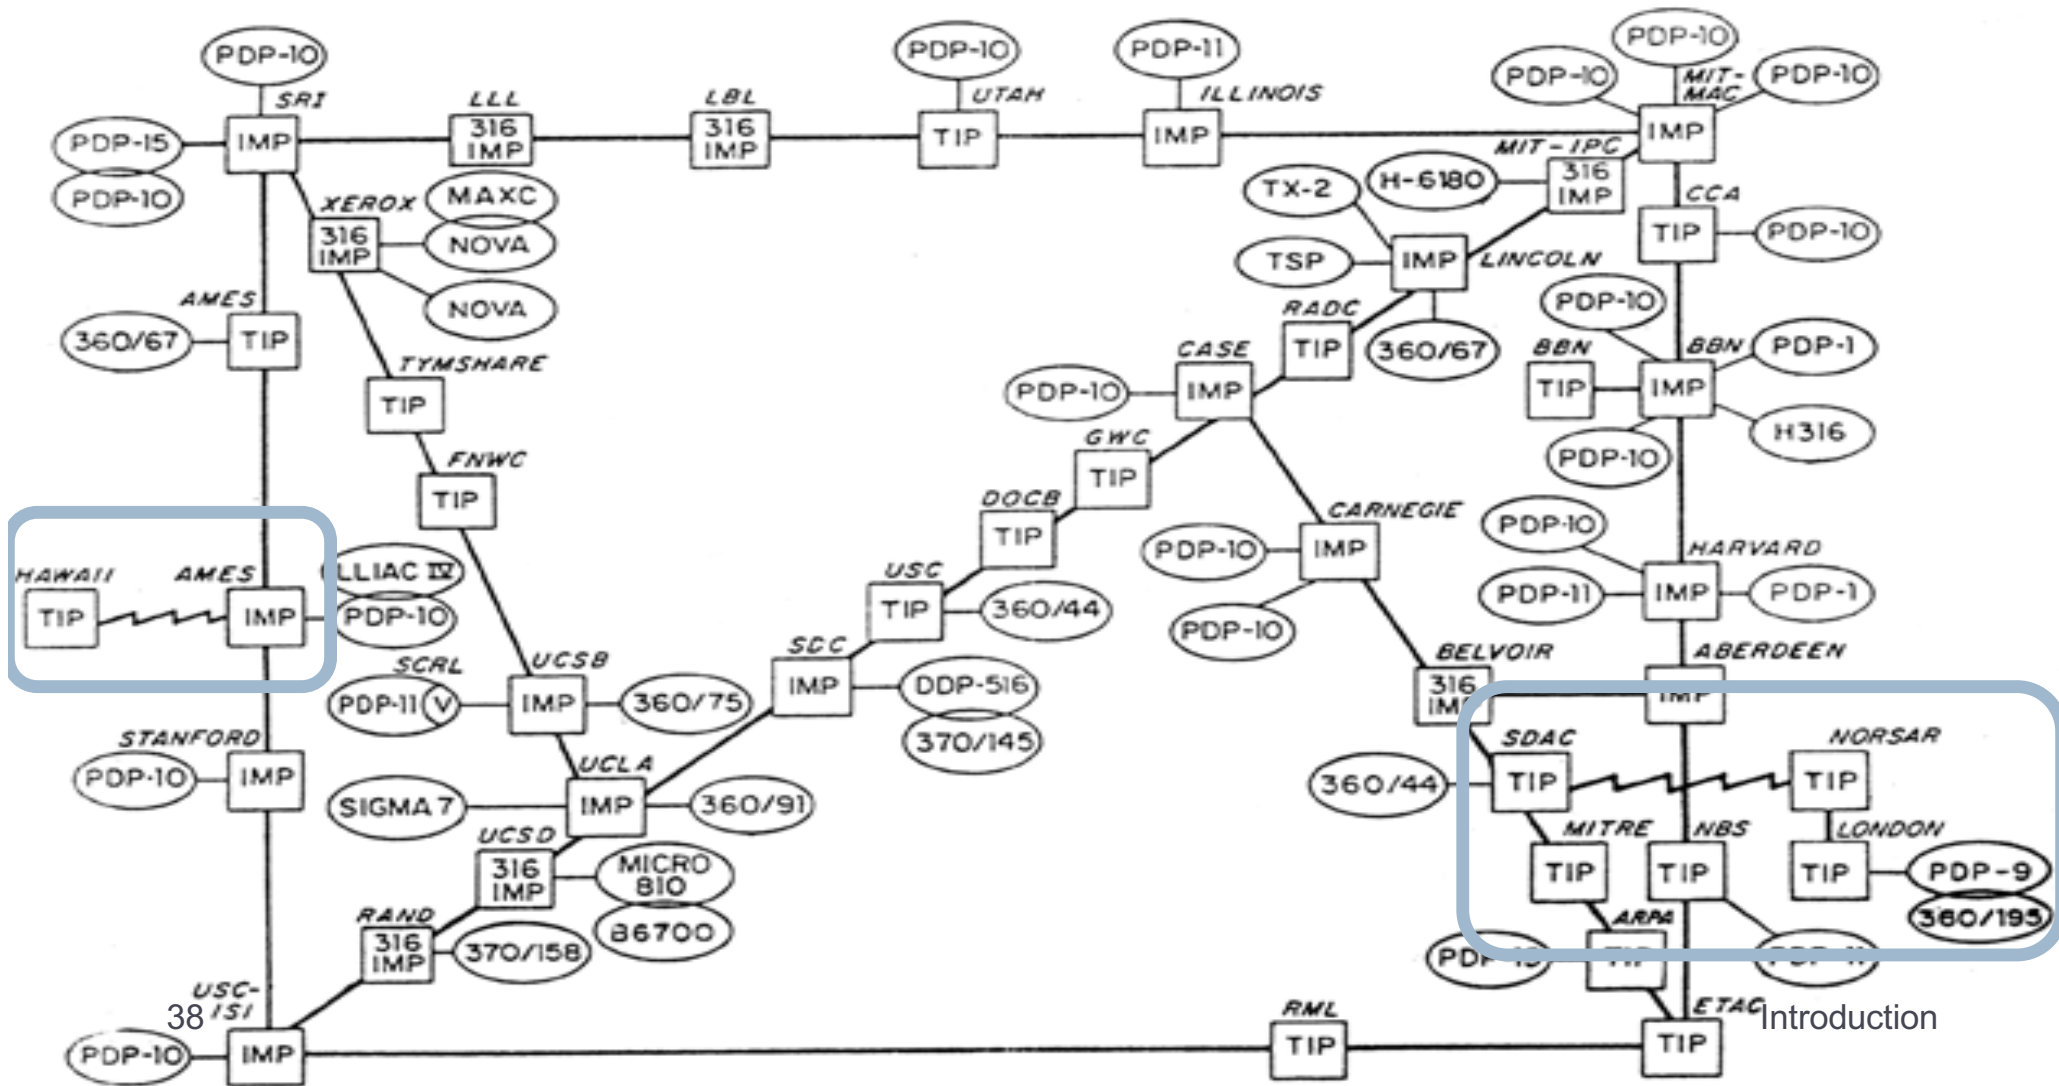 PDP-10
SRI
PDP-15
PDP-10
IMP
LLL
316
IMP
LBL
316
IMP
PDP-10
UTAH
TIP
PDP-11
ILLINOIS
IMP
PDP-10
PDP-10
PDP-10
MIT-
MAC
IMP
MIT-IPC
316
IMP
H-6180
TX-2
TSP
IMP
LINCOLN
360/67
CCA
TIP
PDP-10
XEROX
316
IMP
MAXC
NOVA
NOVA
AMES
360/67
TIP
TYMSHARE
TIP
FNWC
TIP
RADC
TIP
CASE
PDP-10
IMP
GWC
TIP
DOCB
TIP
USC
TIP
360/44
SDC
IMP
DDP-516
370/145
BBN
TIP
PDP-10
BBN
IMP
PDP-1
H316
PDP-10
CARNEGIE
PDP-10
IMP
PDP-10
PDP-10
HARVARD
PDP-11
IMP
PDP-1
HAWAII
TIP
AMES
IMP
ILLIAC IV
PDP-10
SCRL
PDP-11 V
UCSB
IMP
360/75
STANFORD
PDP-10
IMP
UCLA
SIGMA 7
IMP
360/91
UCSD
316
IMP
MICRO
810
B6700
RAND
316
IMP
370/158
BELVOIR
316
IMP
ABERDEEN
IMP
SDAC
360/44
TIP
NORSAR
TIP
MITRE
TIP
NBS
TIP
LONDON
TIP
PDP-9
360/195
ARPA
TIP
PDP-11
USC-
ISI
38
PDP-10
IMP
RML
TIP
ETAC
TIP
Introduction